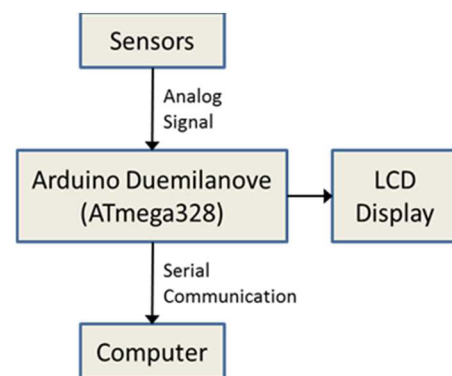 Sensors
Analog
Signal
Arduino Duemilanove
(ATmega328)
LCD
Display
Serial
Communication
Computer